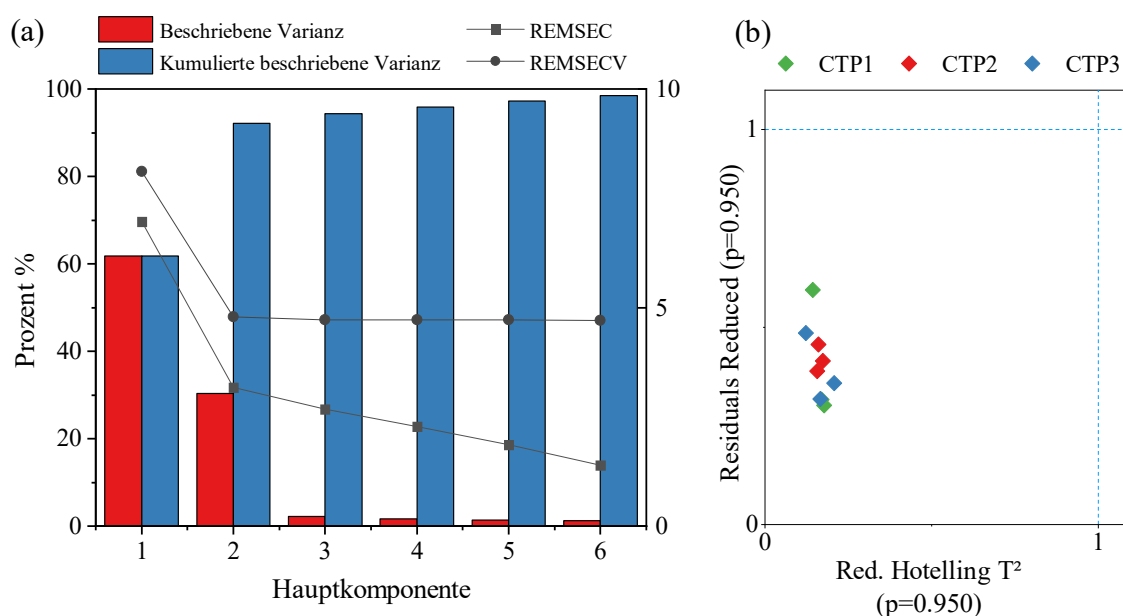 (a)
Beschriebene Varianz
Kumulierte beschriebene Varianz
REMSEC
REMSECV
100
80
60
40
20
0
Prozent %
10
5
0
1 2 3 4 5 6
Hauptkomponente
(b)
CTP1 CTP2 CTP3
1
0
Residuals Reduced (p=0.950)
0 1
Red. Hotelling T²
(p=0.950)